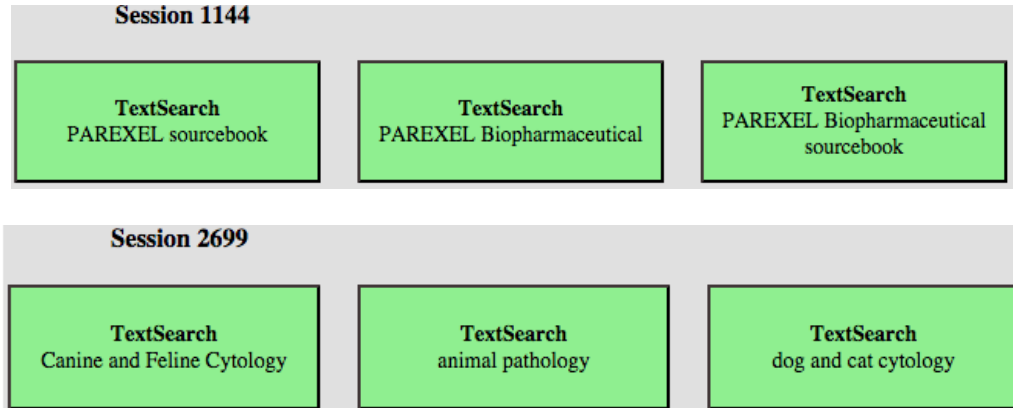 Session 1144
TextSearch
PAREXEL sourcebook
TextSearch
PAREXEL Biopharmaceutical
TextSearch
PAREXEL Biopharmaceutical
sourcebook
Session 2699
TextSearch
Canine and Feline Cytology
TextSearch
animal pathology
TextSearch
dog and cat cytology